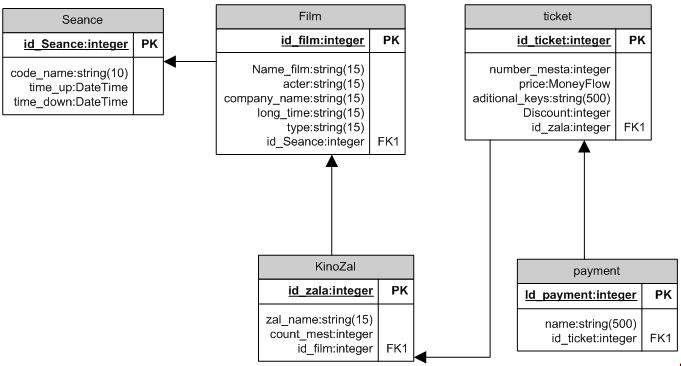 Seance
id_Seance:integer PK
code_name:string(10)
time_up:DateTime
time_down:DateTime
Film
id_film:integer PK
Name_film:string(15)
acter:string(15)
company_name:string(15)
long_time:string(15)
type:string(15)
id_Seance:integer FK1
ticket
id_ticket:integer PK
number_mesta:integer
price:MoneyFlow
aditional_keys:string(500)
Discount:integer
id_zala:integer FK1
KinoZal
id_zala:integer PK
zal_name:string(15)
count_mest:integer
id_film:integer FK1
payment
Id_payment:integer PK
name:string(500)
id_ticket:integer FK1